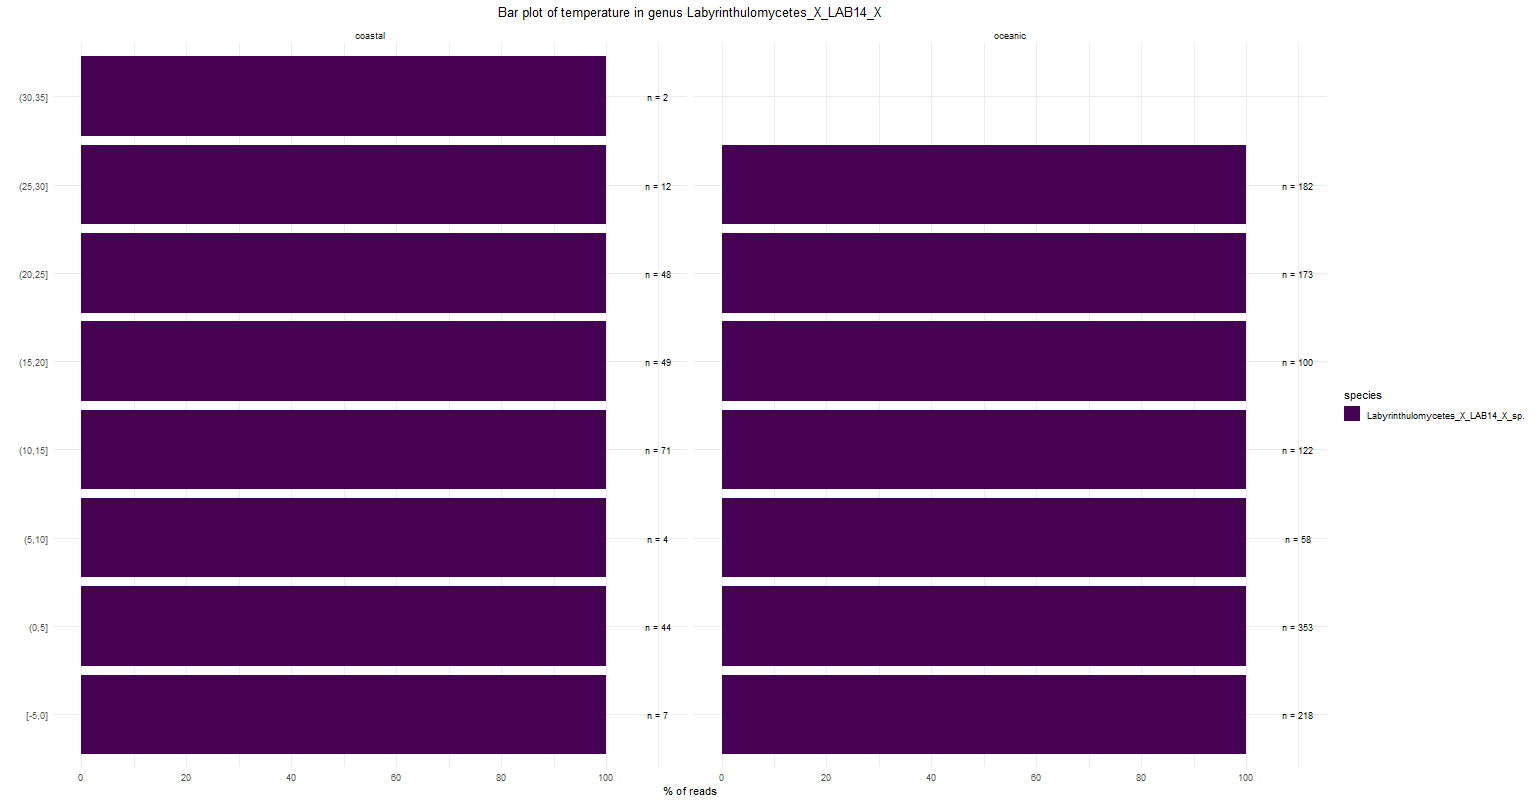 Bar plot of temperature in genus Labyrinthulomycetes_X_LAB14_X
coastal
oceanic
(30,35]
n = 2
(25,30]
n = 12
n = 182
(20,25]
n = 48
n = 173
(15,20]
n = 49
n = 100
(10,15]
n = 71
n = 122
(5,10]
n = 4
n = 58
(0,5]
n = 44
n = 353
[-5,0]
n = 7
n = 218
0 20 40 60 80 100
0 20 40 60 80 100
% of reads
species
Labyrinthulomycetes_X_LAB14_X_sp.